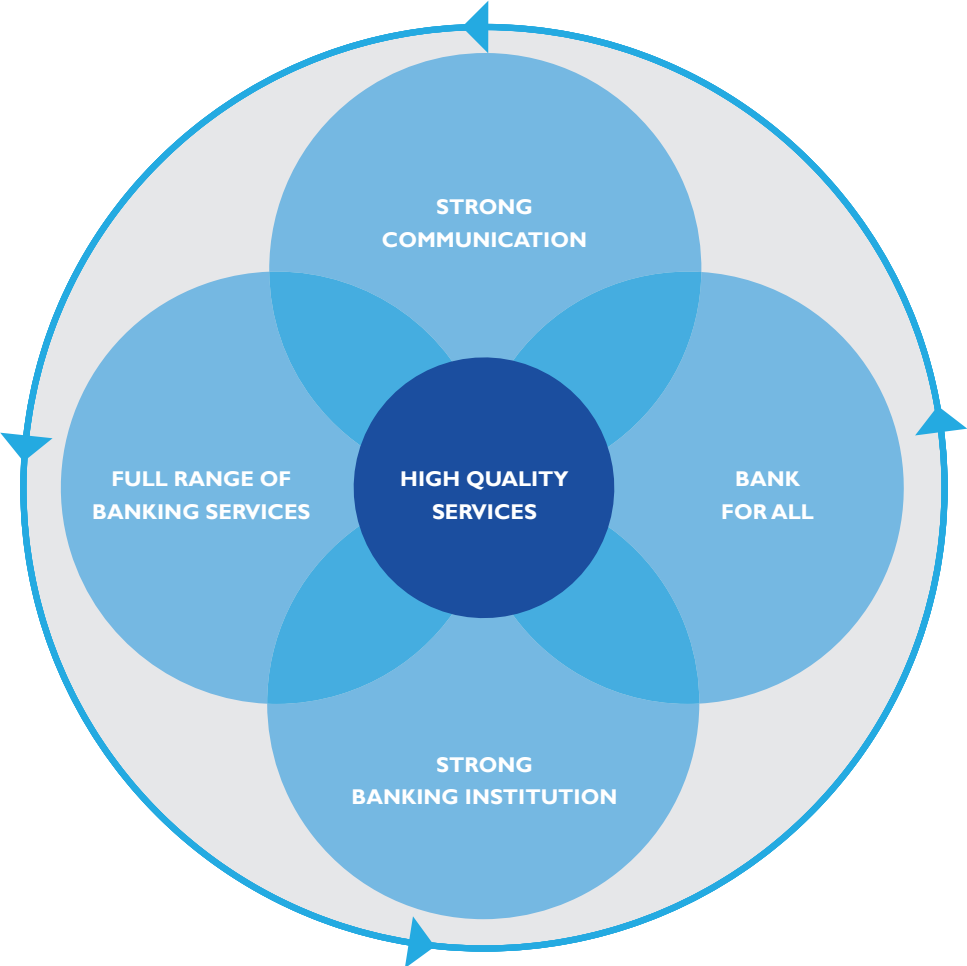 STRONG
COMMUNICATION
FULL RANGE OF
BANKING SERVICES
HIGH QUALITY
SERVICES
BANK
FOR ALL
STRONG
BANKING INSTITUTION